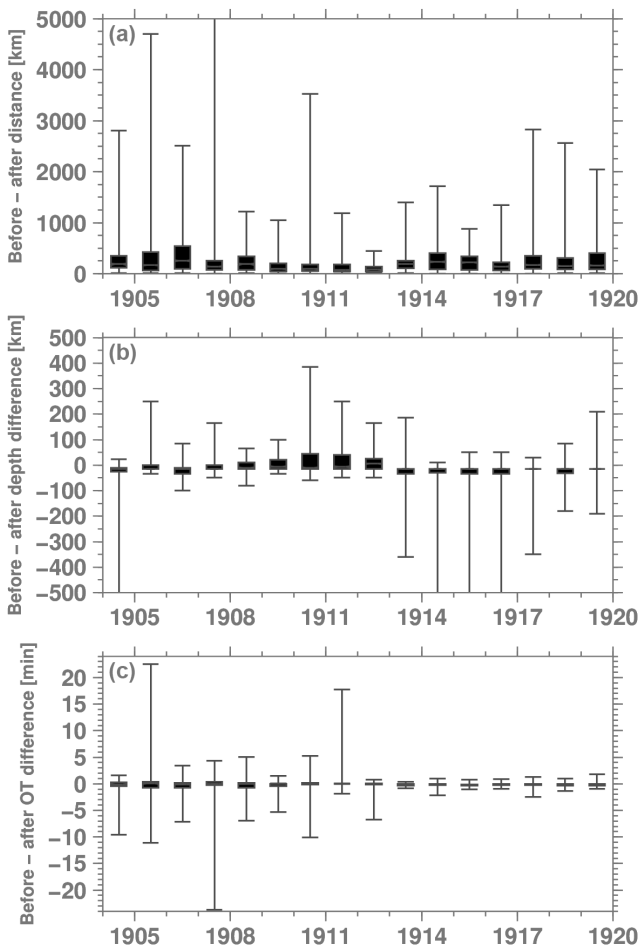 (a)
Before – after distance [km]
5000
4000
3000
2000
1000
0
1905 1908 1911 1914 1917 1920
(b)
Before – after depth difference [km]
500
400
300
200
100
0
−100
−200
−300
−400
−500
1905 1908 1911 1914 1917 1920
(c)
Before – after OT difference [min]
20
15
10
5
0
−5
−10
−15
−20
1905 1908 1911 1914 1917 1920